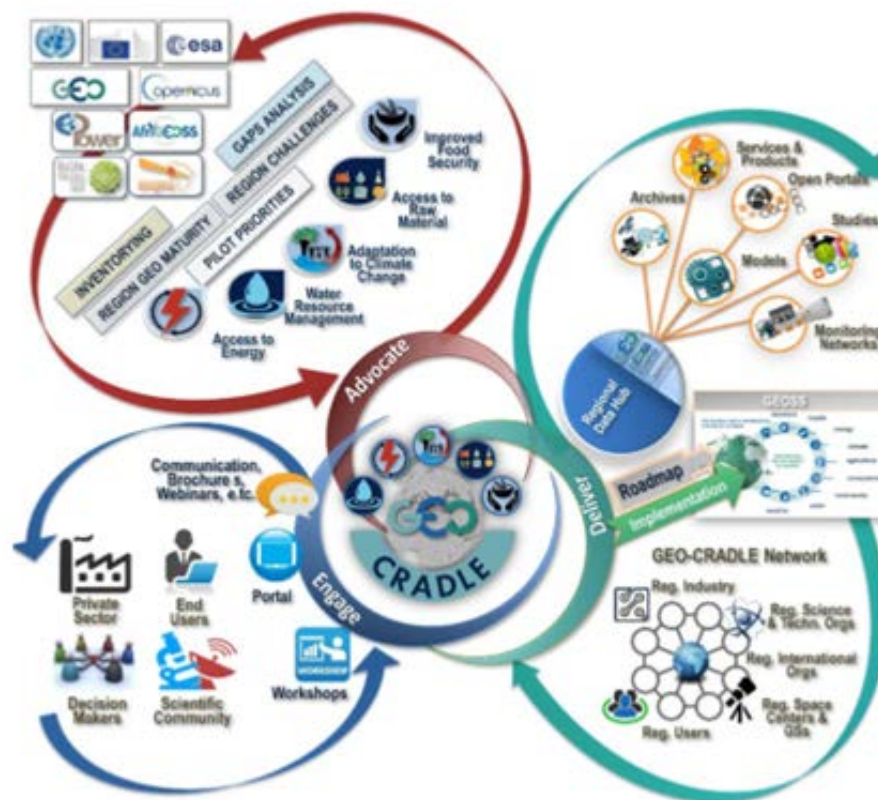 esa
GEO
Copernicus
AfriGEOSS
GAPS ANALYSIS
REGION CHALLENGES
INVENTORYING
REGION GEO MATURITY
PILOT PRIORITIES
Improved
Food
Security
Access to
Raw
Material
Adaptation
to Climate
Change
Water
Resource
Management
Access to
Energy
Advocate
Services &
Products
Open Portals
Archives
Studies
Models
Monitoring
Networks
Regional
Data Hub
GEOSS
Roadmap
Implementation
Deliver
GEO
CRADLE
Engage
Communication,
Brochure s,
Webinars, e.tc.
Portal
Private
Sector
End
Users
Decision
Makers
Scientific
Community
WORKSHOP
Workshops
GEO-CRADLE Network
Reg. Industry
Reg. Science
& Techn. Orgs
Reg. International
Orgs
Reg. Space
Centers &
GSs
Reg. Users